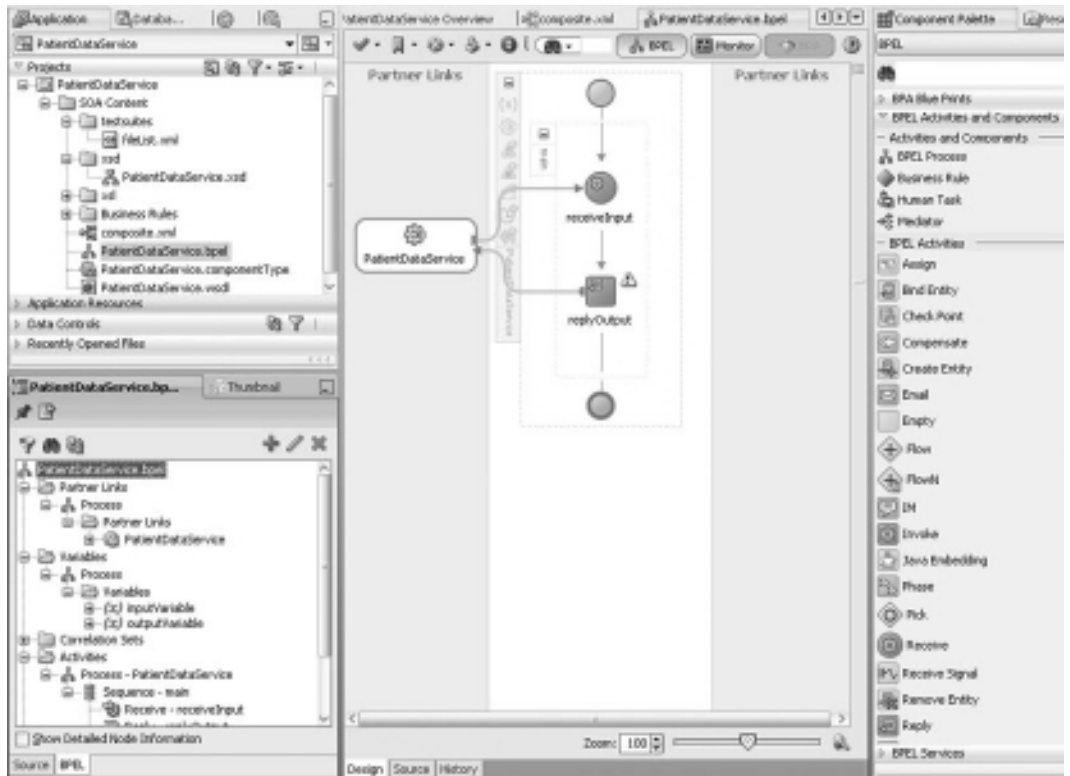 Application
Databa...
PatientDataService
Projects
PatientDataService
SOA Content
testsuites
fileList.xml
xsd
PatientDataService.xsd
xsl
Business Rules
composite.xml
PatientDataService.bpel
PatientDataService.componentType
PatientDataService.wsdl
Application Resources
Data Controls
Recently Opened Files
PatientDataService.bp...
Thumbnail
PatientDataService.bpel
Partner Links
Process
Partner Links
PatientDataService
Variables
Process
Variables
(x) inputVariable
(x) outputVariable
Correlation Sets
Activities
Process - PatientDataService
Sequence - main
Receive - receiveInput
Show Detailed Node Information
Source
BPEL
PatientDataService Overview
composite.xml
PatientDataService.bpel
BPEL
Monitor
Partner Links
Partner Links
receiveInput
PatientDataService
replyOutput
Zoom: 100
Design
Source
History
Component Palette
BPEL
BPA Blue Prints
BPEL Activities and Components
Activities and Components
BPEL Process
Business Rule
Human Task
Mediator
BPEL Activities
Assign
Bind Entity
Check Point
Compensate
Create Entity
Email
Empty
Flow
FlowN
IM
Invoke
Java Embedding
Phase
Pick
Receive
Receive Signal
Remove Entity
Reply
BPEL Services